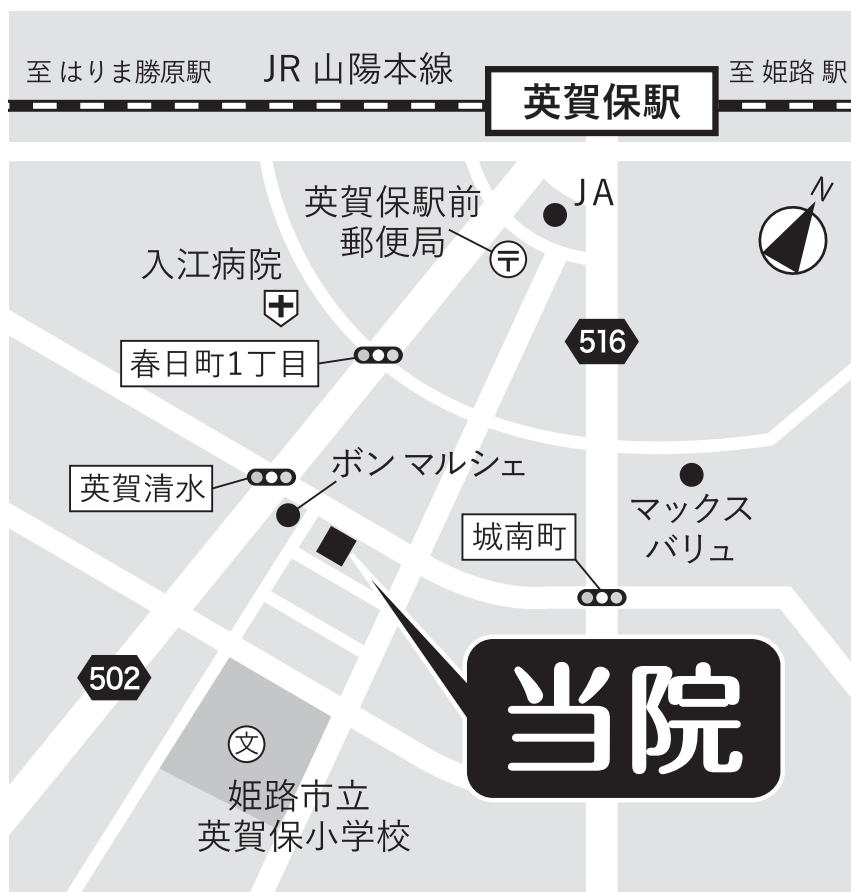 至 はりま勝原駅
JR 山陽本線
英賀保駅
至 姫路 駅
N
JA
英賀保駅前
郵便局
〒
入江病院
516
春日町1丁目
ボン マルシェ
英賀清水
マックス
バリュ
城南町
502
当院
文
姫路市立
英賀保小学校